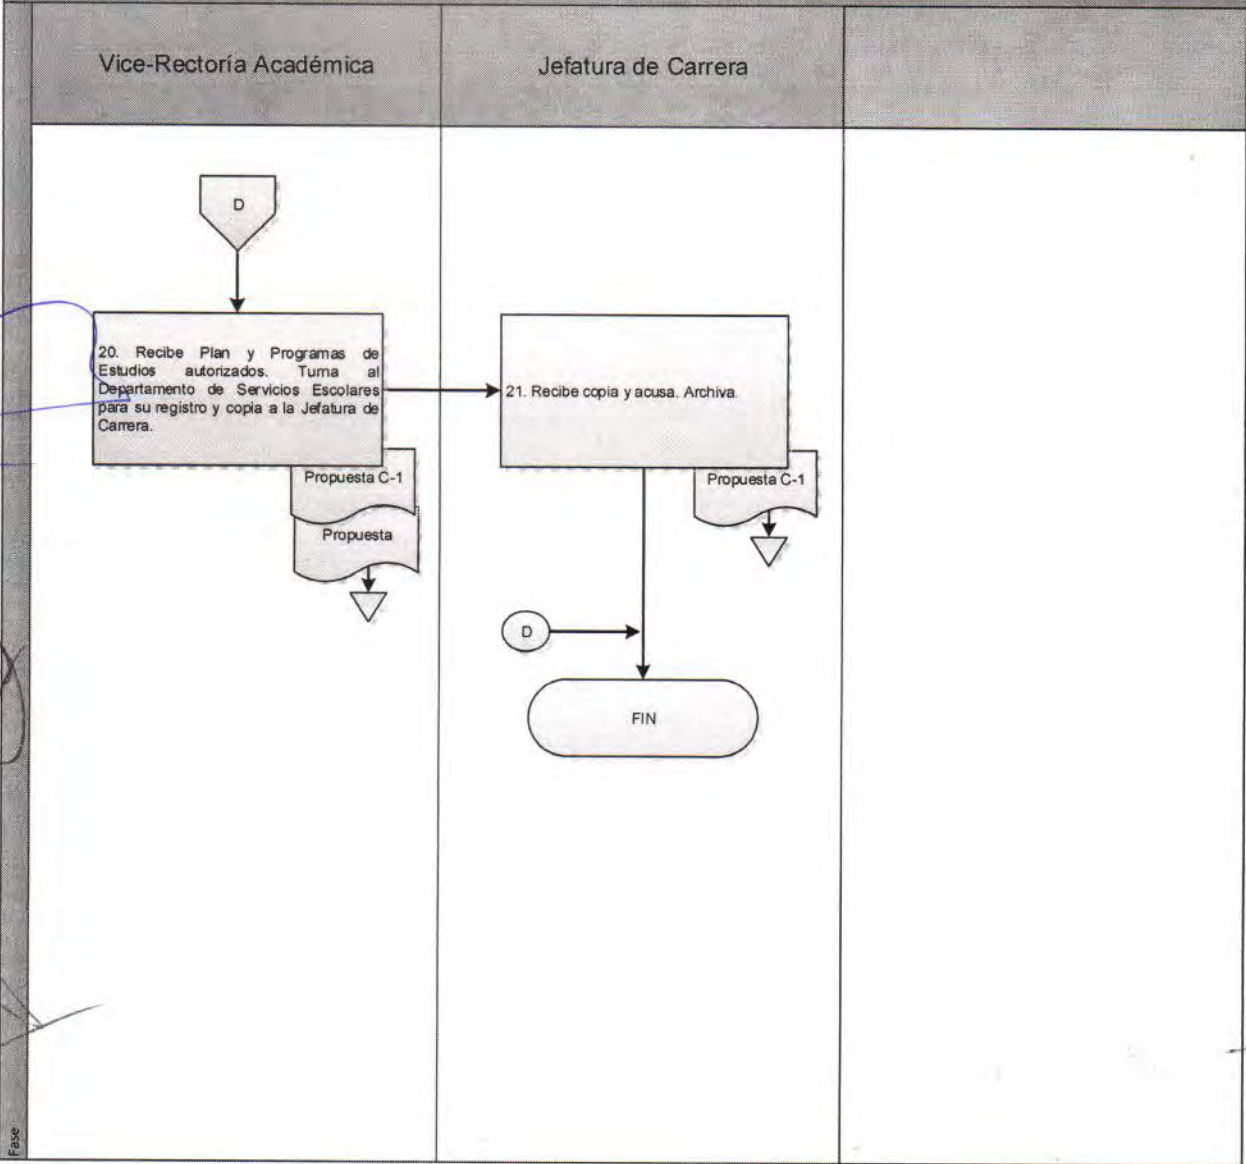 Vice-Rectoría Académica
Jefatura de Carrera
D
20. Recibe Plan y Programas de
Estudios autorizados. Turna al
Departamento de Servicios Escolares
para su registro y copia a la Jefatura de
Carrera.
21. Recibe copia y acusa. Archiva.
Propuesta C-1
Propuesta
Propuesta C-1
D
FIN
Fase